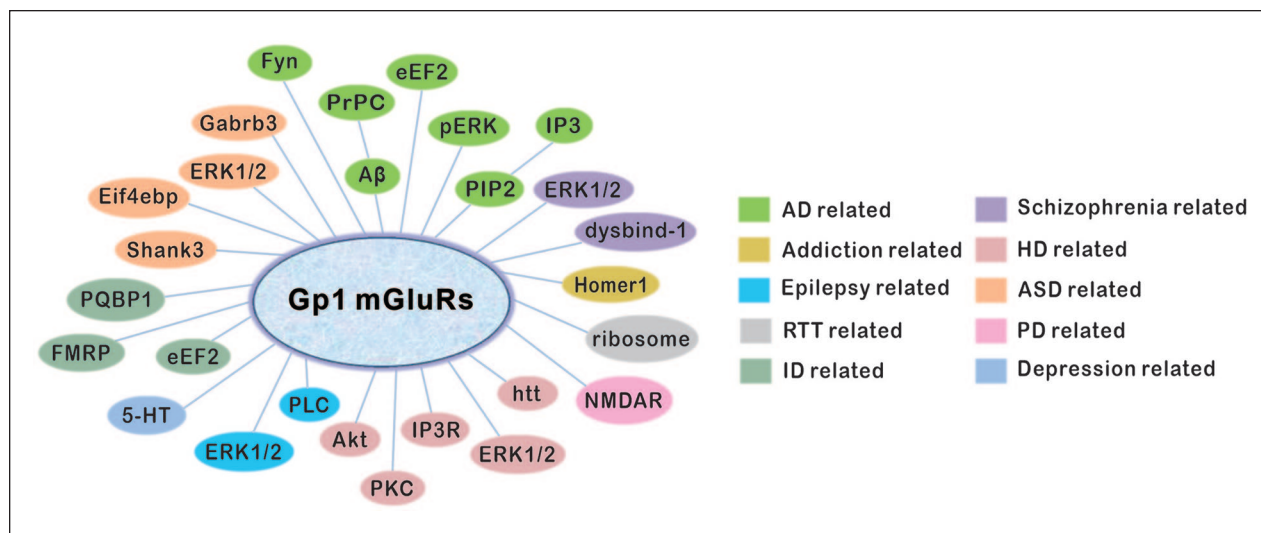 Fyn
eEF2
PrPC
Gabrb3
pERK
IP3
ERK1/2
Aβ
PIP2
ERK1/2
Eif4ebp
dysbind-1
Shank3
Homer1
PQBP1
Gp1 mGluRs
ribosome
FMRP
eEF2
htt
NMDAR
5-HT
PLC
IP3R
Akt
ERK1/2
ERK1/2
PKC
AD related
Addiction related
Epilepsy related
RTT related
ID related
Schizophrenia related
HD related
ASD related
PD related
Depression related